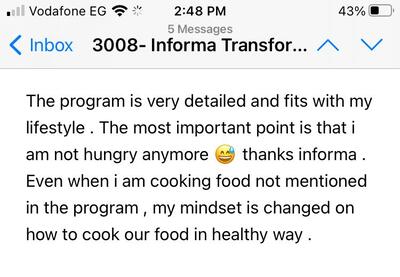 Vodafone EG 2:48 PM 43%
5 Messages
Inbox 3008- Informa Transfor...
The program is very detailed and fits with my
lifestyle . The most important point is that i
am not hungry anymore 😅 thanks informa .
Even when i am cooking food not mentioned
in the program , my mindset is changed on
how to cook our food in healthy way .